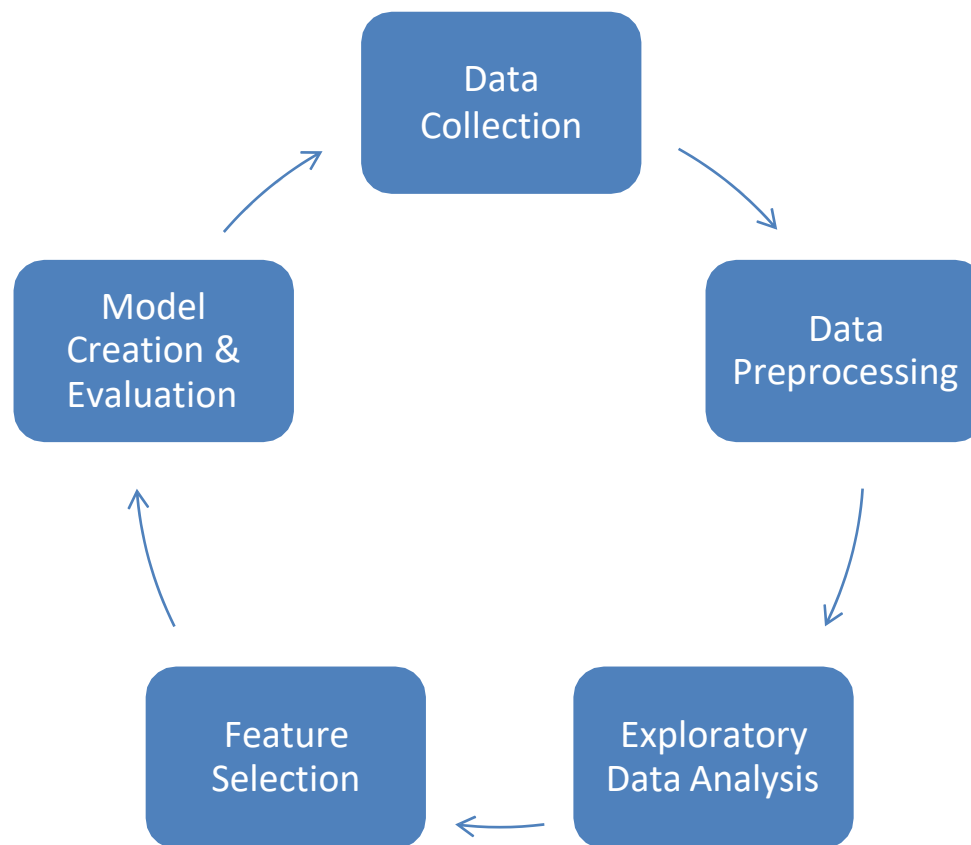 Data
Collection
Data
Preprocessing
Exploratory
Data Analysis
Feature
Selection
Model
Creation &
Evaluation